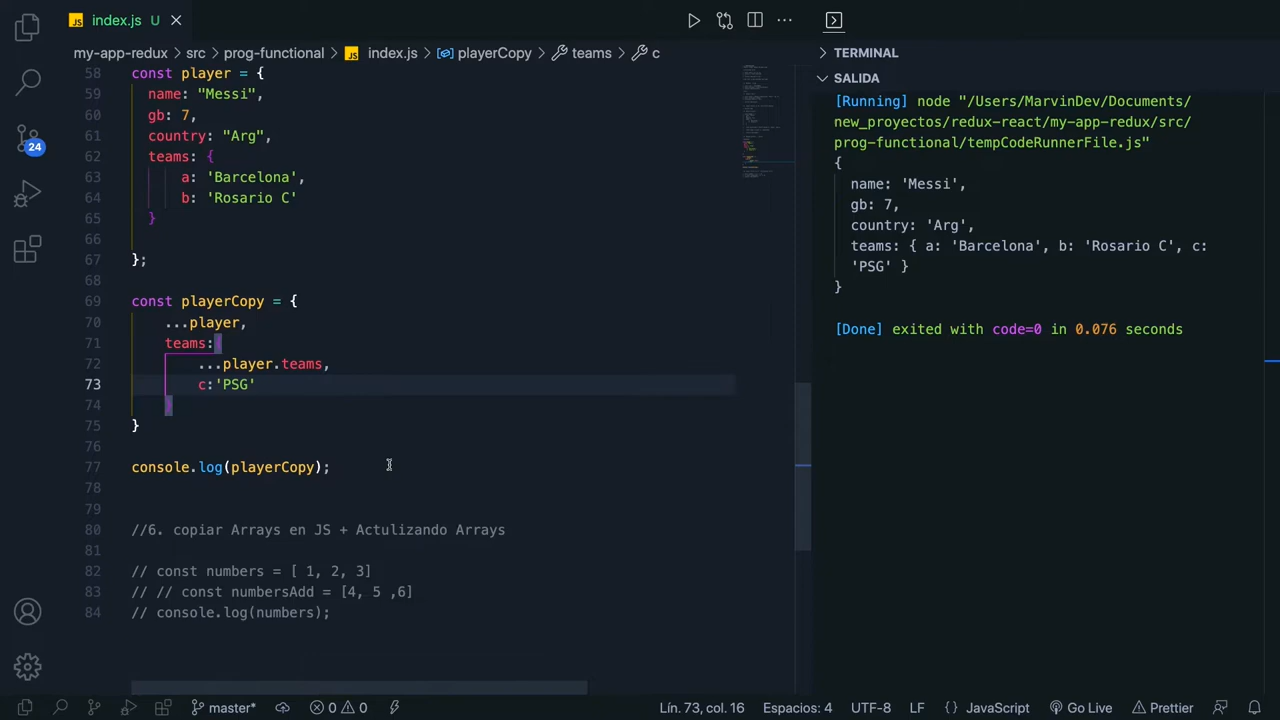 JS index.js U
my-app-redux > src > prog-functional > JS index.js > playerCopy > teams > c
58 const player = {
59 name: "Messi",
60 gb: 7,
61 country: "Arg",
62 teams: {
63 a: 'Barcelona',
64 b: 'Rosario C'
65 }
66
67 };
68
69 const playerCopy = {
70 ...player,
71 teams:{
72 ...player.teams,
73 c:'PSG'
74 }
75 }
76
77 console.log(playerCopy);
78
79
80 //6. copiar Arrays en JS + Actulizando Arrays
81
82 // const numbers = [ 1, 2, 3]
83 // // const numbersAdd = [4, 5 ,6]
84 // console.log(numbers);
24
TERMINAL
SALIDA
[Running] node "/Users/MarvinDev/Documents/
new_proyectos/redux-react/my-app-redux/src/
prog-functional/tempCodeRunnerFile.js"
{
name: 'Messi',
gb: 7,
country: 'Arg',
teams: { a: 'Barcelona', b: 'Rosario C', c:
'PSG' }
}
[Done] exited with code=0 in 0.076 seconds
master* 0 0 Lín. 73, col. 16 Espacios: 4 UTF-8 LF {} JavaScript Go Live Prettier